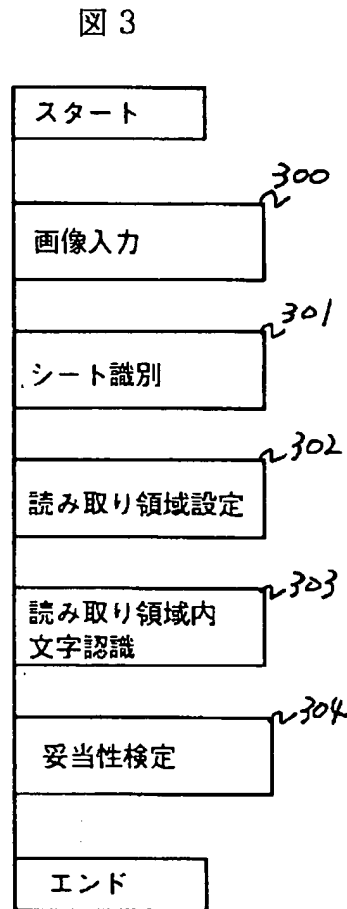 図3
スタート
300
画像入力
301
シート識別
302
読み取り領域設定
303
読み取り領域内
文字認識
304
妥当性検定
エンド